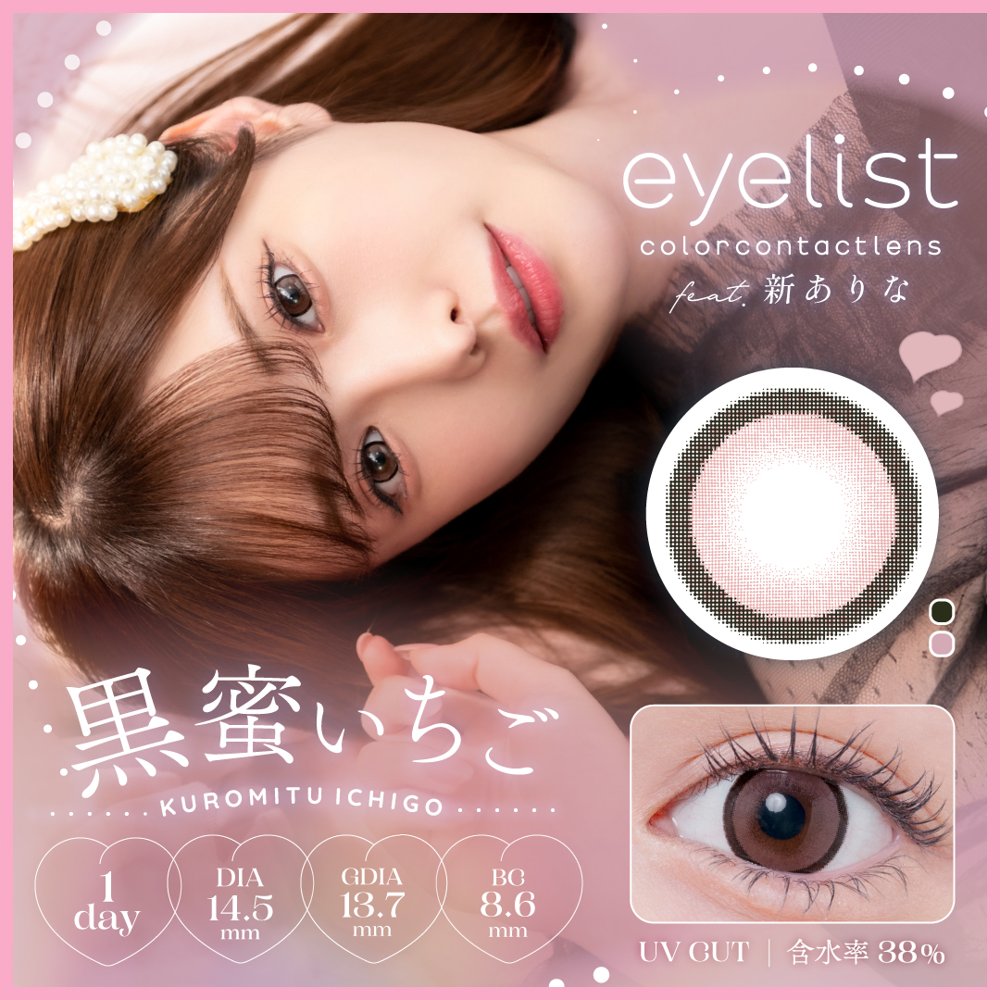 eyelist
colorcontactlens
feat. 新ありな
黒蜜いちご
KUROMITU ICHIGO
1
day
DIA
14.5
mm
GDIA
13.7
mm
BC
8.6
mm
UV CUT | 含水率 38%